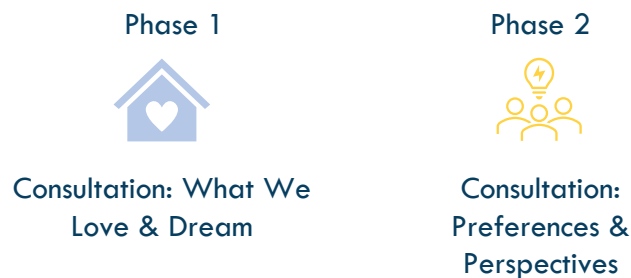 Phase 1
Consultation: What We
Love & Dream
Phase 2
Consultation:
Preferences &
Perspectives